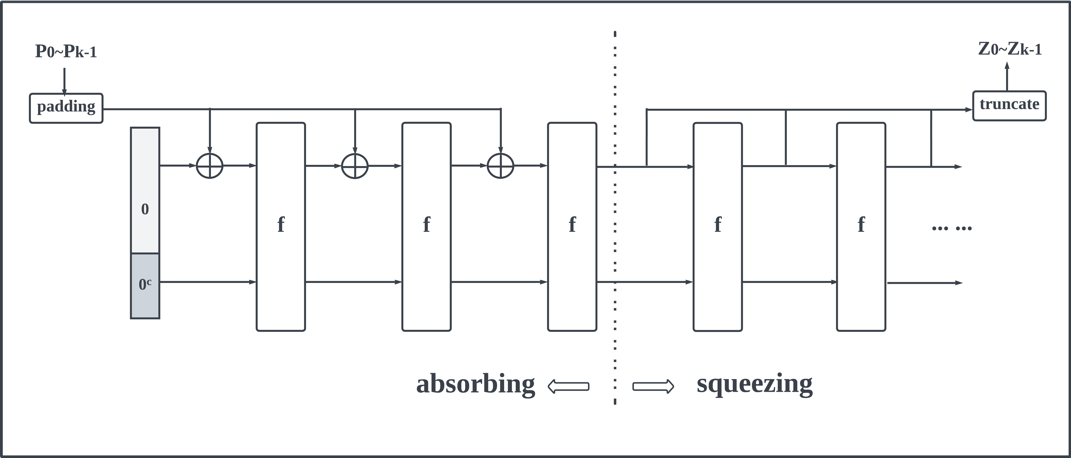 P0~Pk-1
Z0~Zk-1
padding
truncate
0
f
f
f
f
f
... ...
0c
absorbing
squeezing